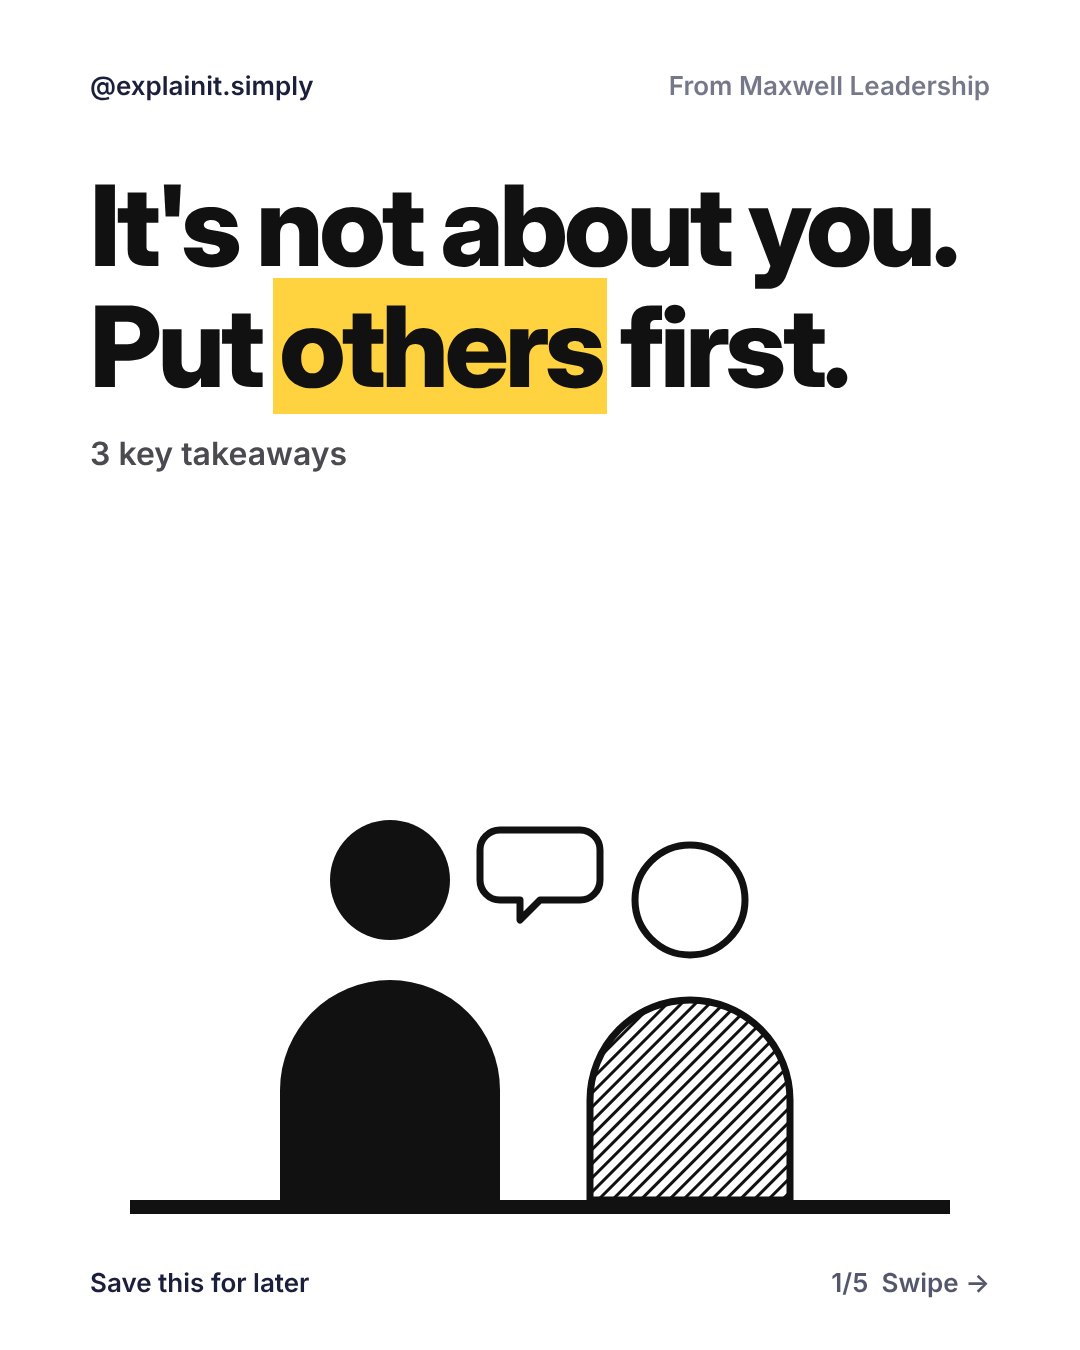 @explainit.simply
From Maxwell Leadership
It's not about you.
Put others first.
3 key takeaways
Save this for later
1/5 Swipe →